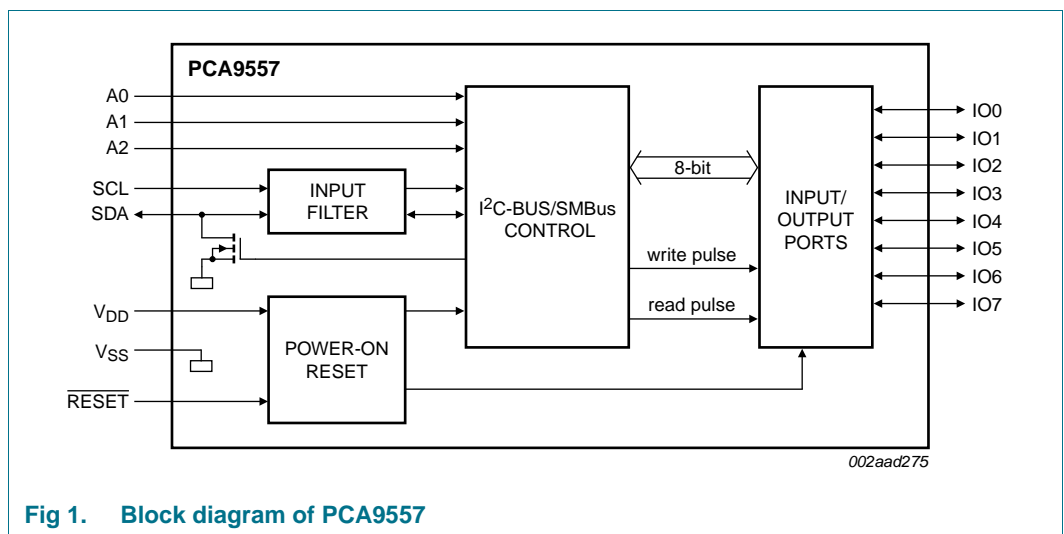 PCA9557
A0
A1
A2
SCL
SDA
VDD
VSS
RESET
INPUT
FILTER
POWER-ON
RESET
I2C-BUS/SMBus
CONTROL
8-bit
write pulse
read pulse
INPUT/
OUTPUT
PORTS
IO0
IO1
IO2
IO3
IO4
IO5
IO6
IO7
002aad275
Fig 1. Block diagram of PCA9557